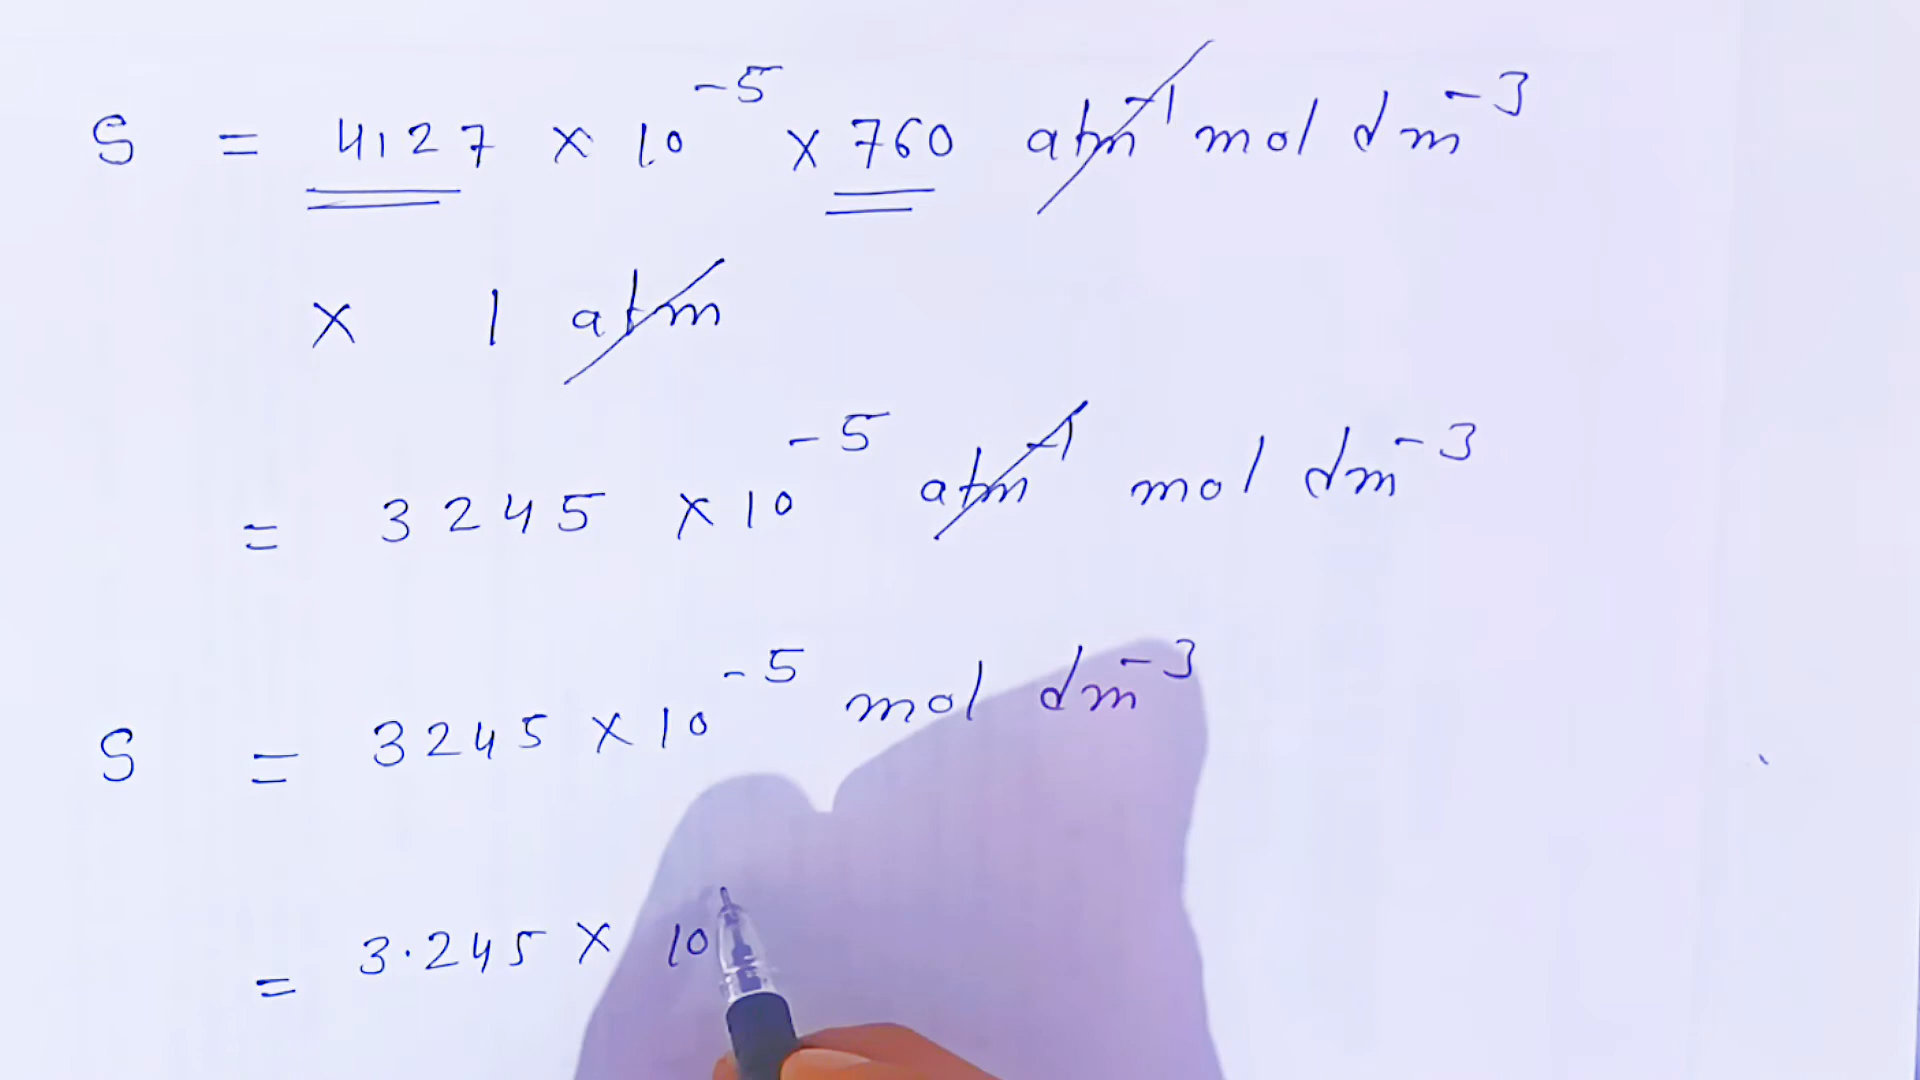 S = 4127 × 10⁻⁵ × 760 atm⁻¹ mol dm⁻³
× 1 atm
= 3245 × 10⁻⁵ atm⁻¹ mol dm⁻³
S = 3245 × 10⁻⁵ mol dm⁻³
= 3.245 × 10